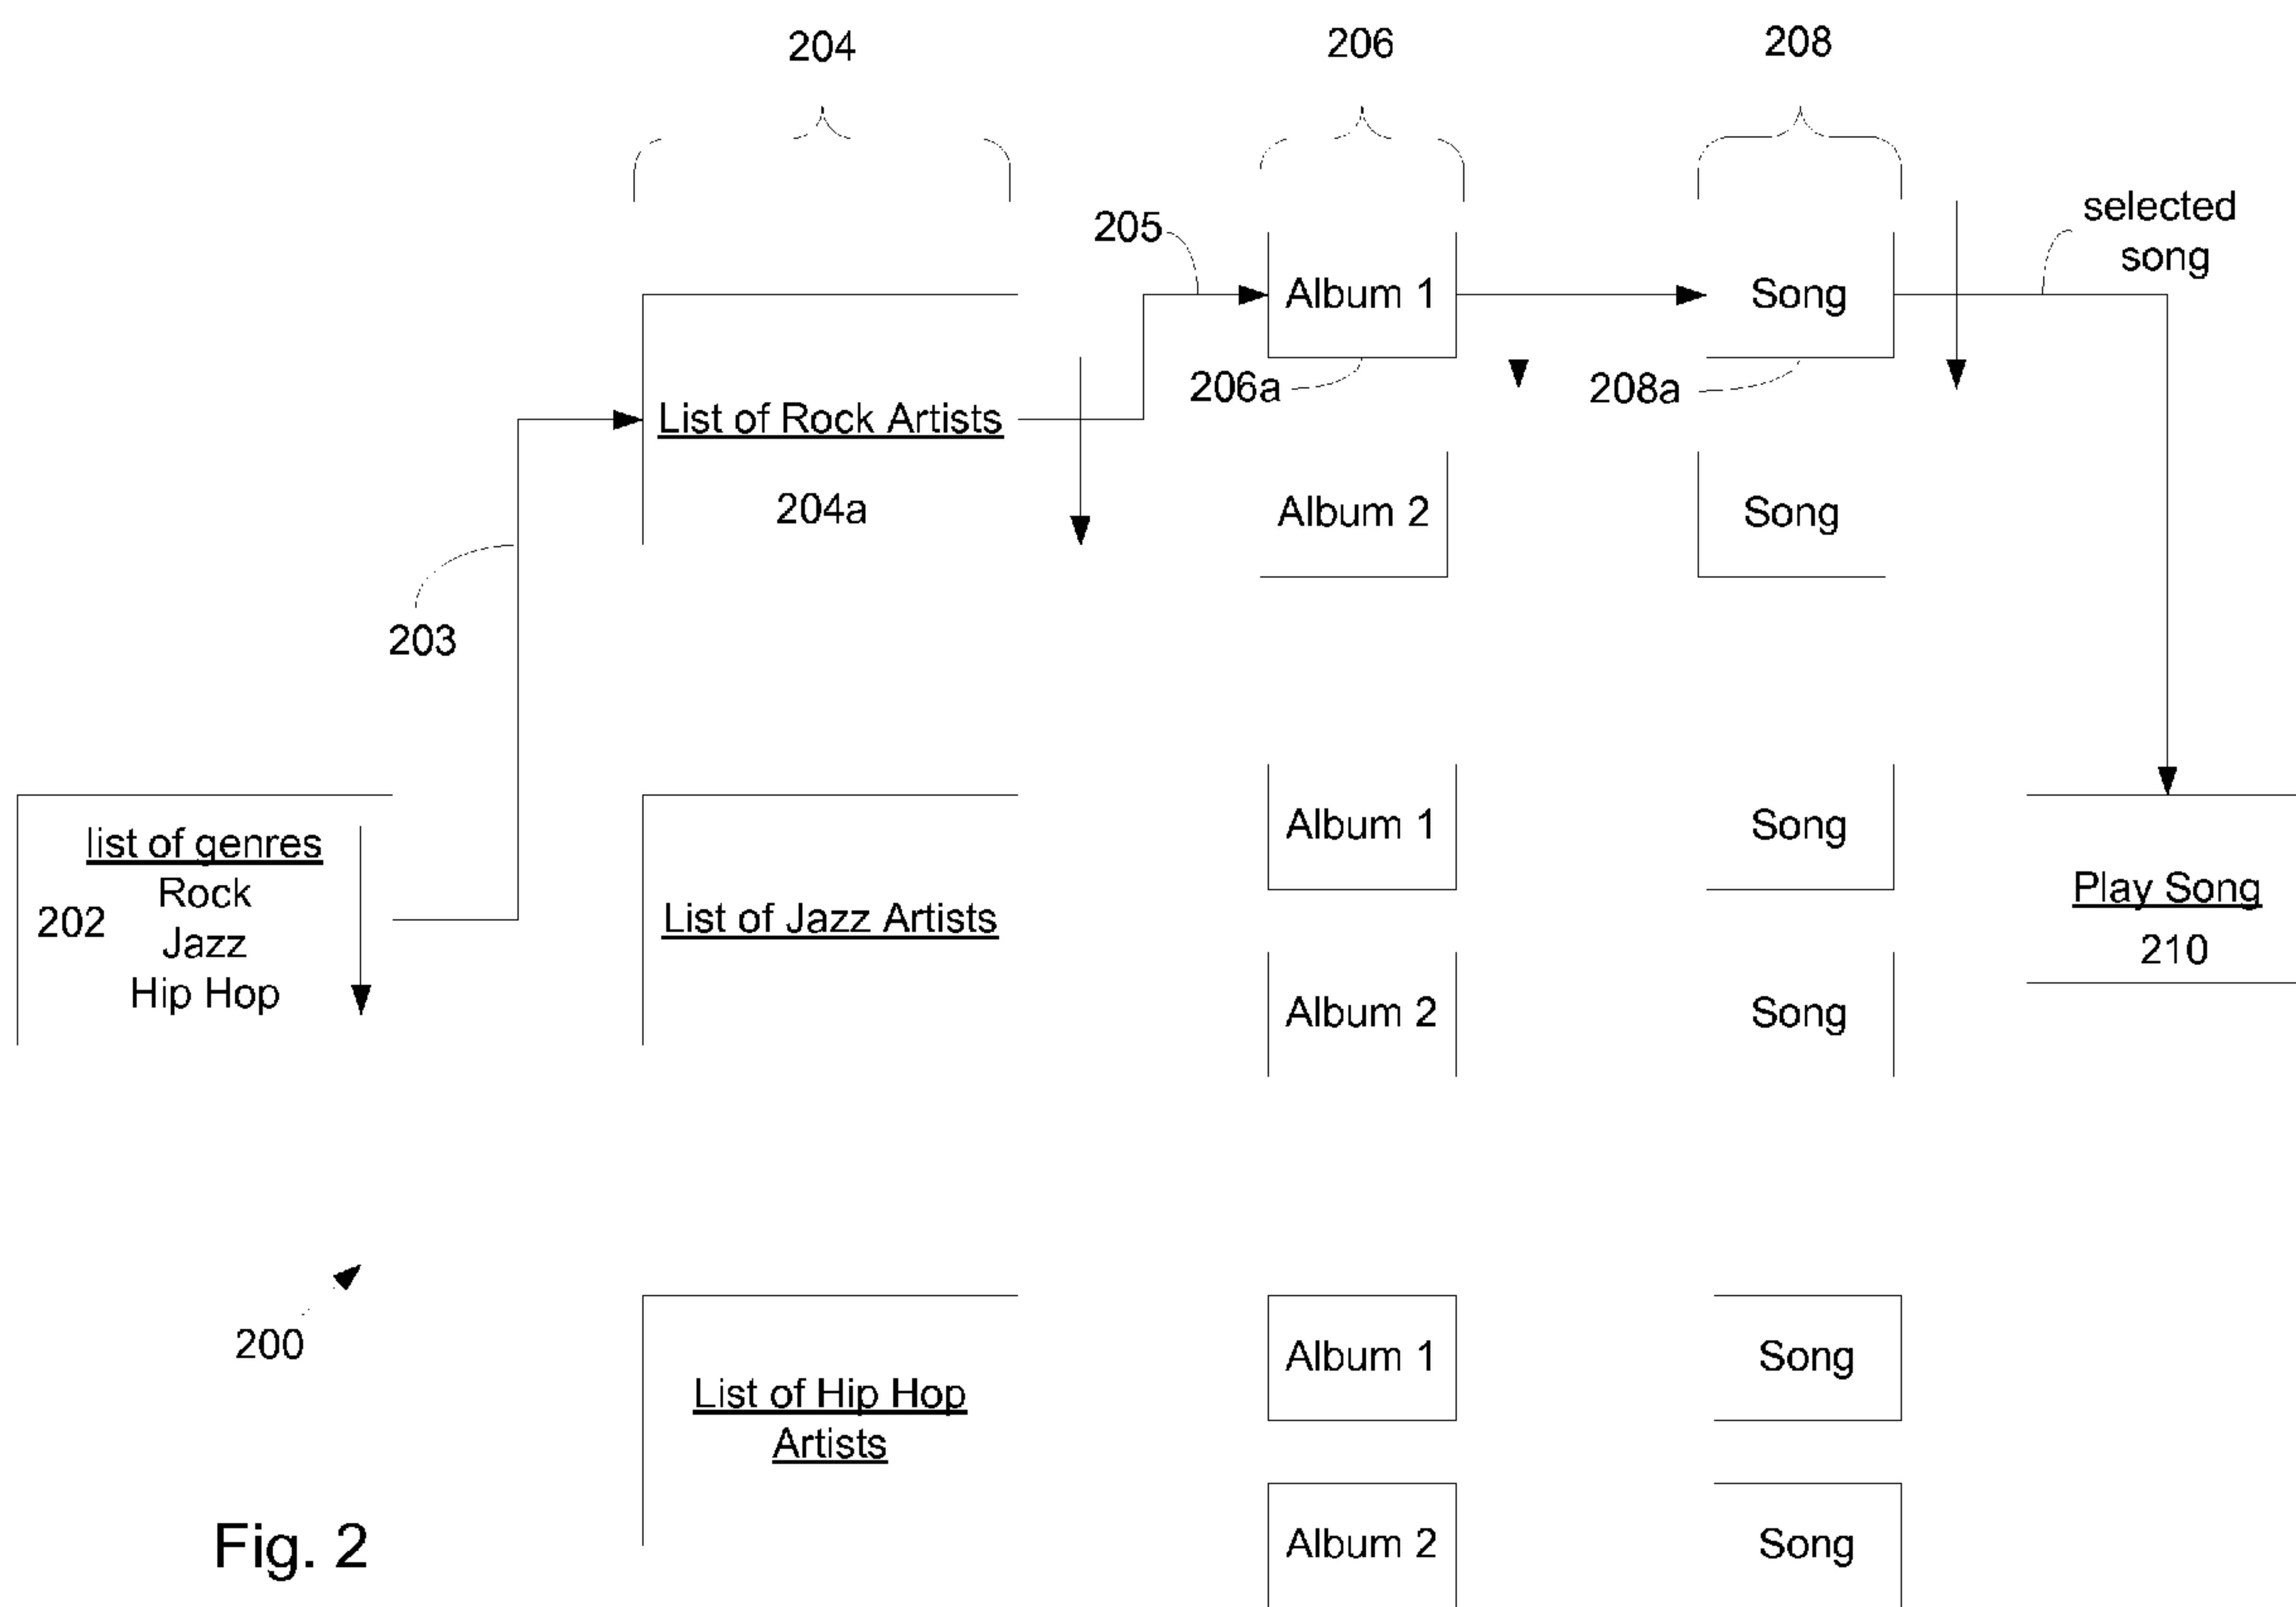 204
206
208
205
selected
song
Album 1
Song
206a
208a
List of Rock Artists
204a
Album 2
Song
203
list of genres
Rock
Jazz
Hip Hop
202
List of Jazz Artists
Album 1
Song
Album 2
Song
Play Song
210
200
List of Hip Hop
Artists
Album 1
Song
Album 2
Song
Fig. 2